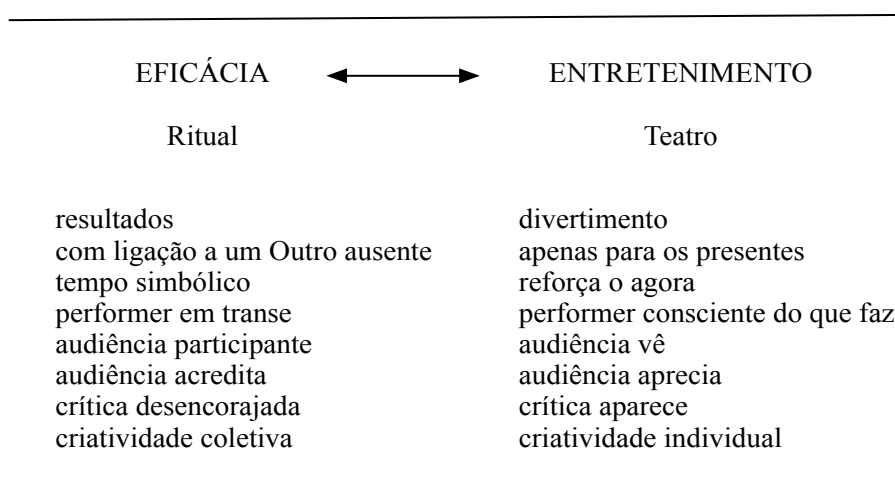 EFICÁCIA ENTRETENIMENTO
Ritual Teatro
resultados divertimento
com ligação a um Outro ausente apenas para os presentes
tempo simbólico reforça o agora
performer em transe performer consciente do que faz
audiência participante audiência vê
audiência acredita audiência aprecia
crítica desencorajada crítica aparece
criatividade coletiva criatividade individual